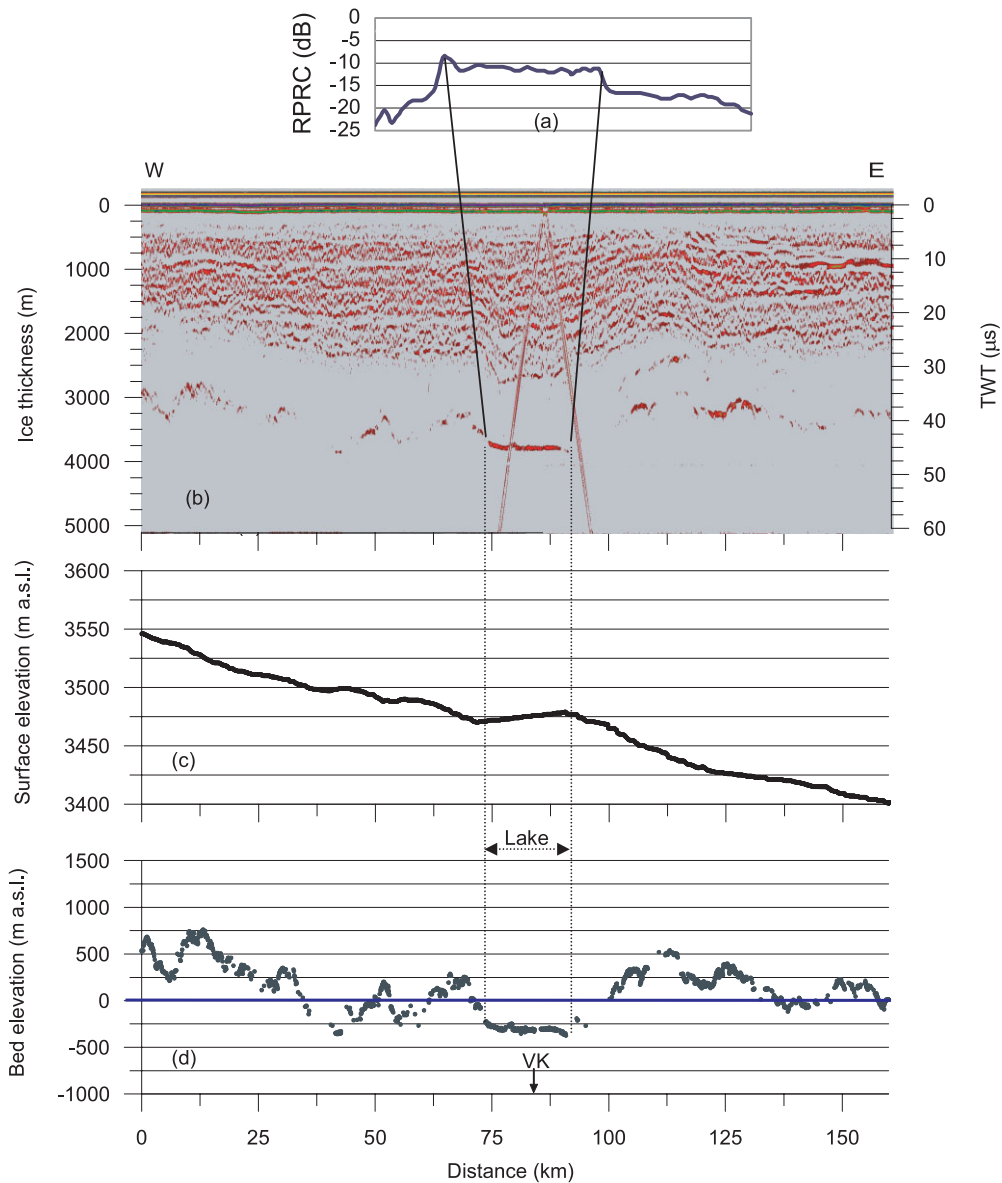 RPRC (dB)
0
-5
-10
-15
-20
-25
(a)
W
E
Ice thickness (m)
0
1000
2000
3000
4000
5000
TWT (µs)
0
10
20
30
40
50
60
(b)
Surface elevation (m a.s.l.)
3600
3550
3500
3450
3400
(c)
Lake
Bed elevation (m a.s.l.)
1500
1000
500
0
-500
-1000
(d)
VK
0
25
50
75
100
125
150
Distance (km)